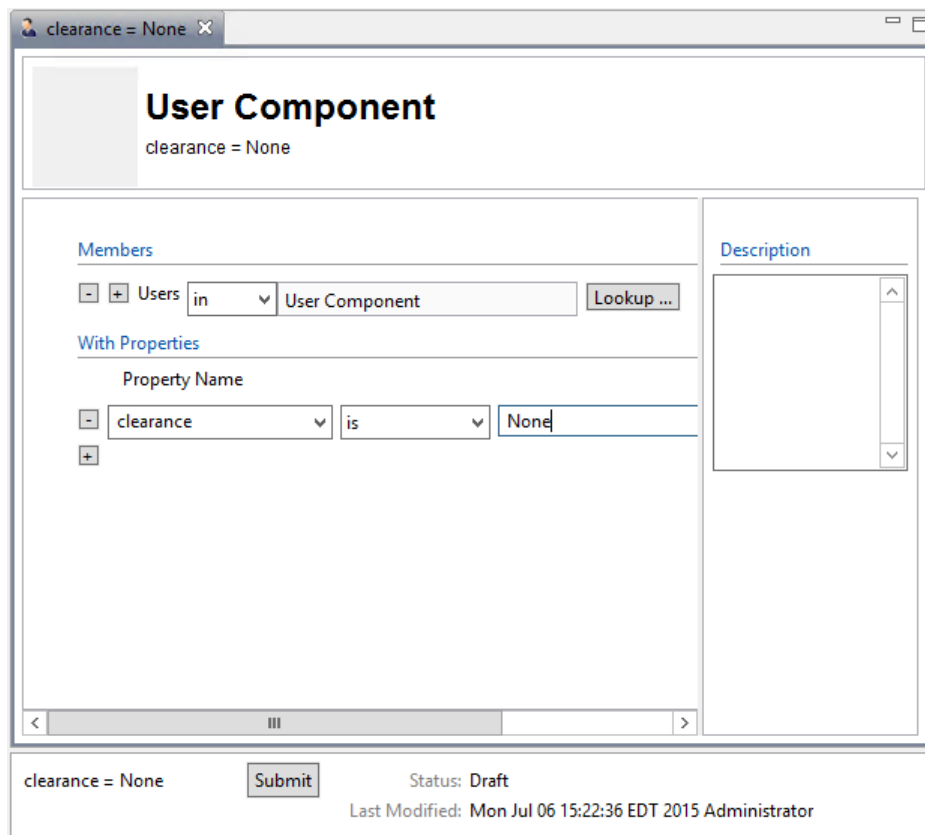 clearance = None
User Component
clearance = None
Members
- + Users in User Component Lookup ...
With Properties
Property Name
- clearance is None
+
Description
clearance = None Submit Status: Draft
Last Modified: Mon Jul 06 15:22:36 EDT 2015 Administrator